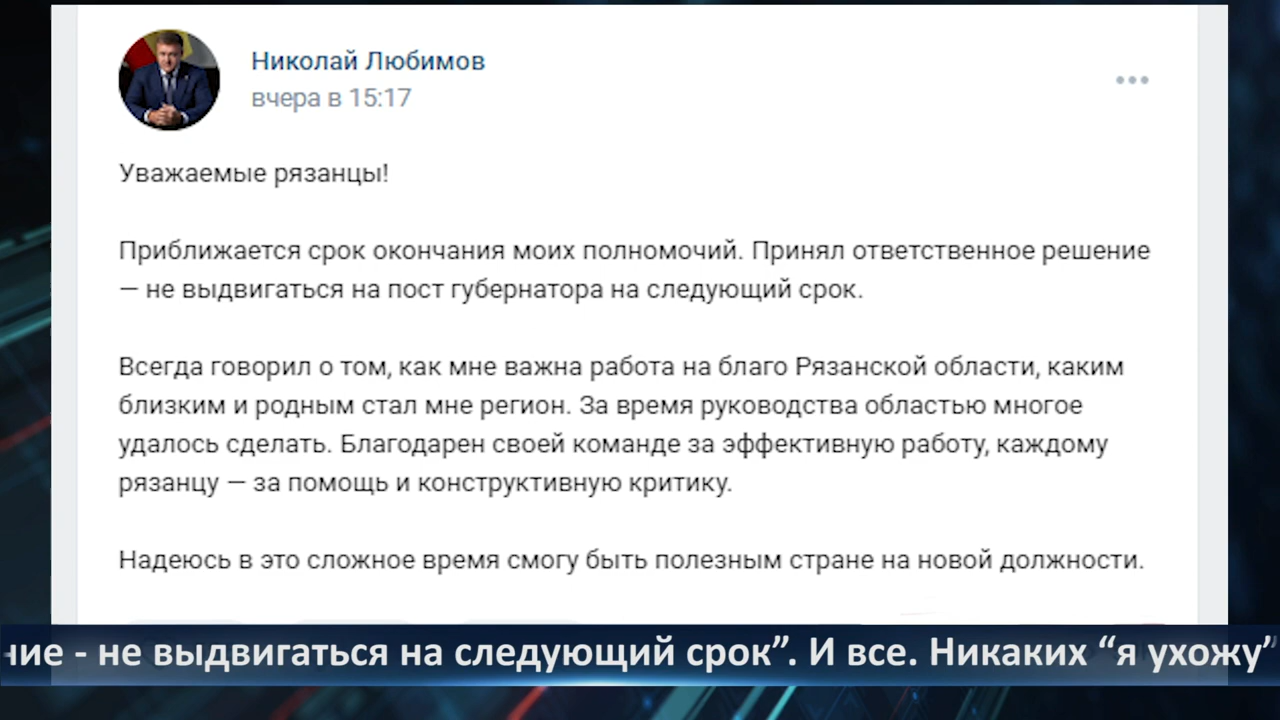 Николай Любимов
вчера в 15:17
Уважаемые рязанцы!
Приближается срок окончания моих полномочий. Принял ответственное решение
— не выдвигаться на пост губернатора на следующий срок.
Всегда говорил о том, как мне важна работа на благо Рязанской области, каким
близким и родным стал мне регион. За время руководства областью многое
удалось сделать. Благодарен своей команде за эффективную работу, каждому
рязанцу — за помощь и конструктивную критику.
Надеюсь в это сложное время смогу быть полезным стране на новой должности.
ние - не выдвигаться на следующий срок”. И все. Никаких “я ухожу”